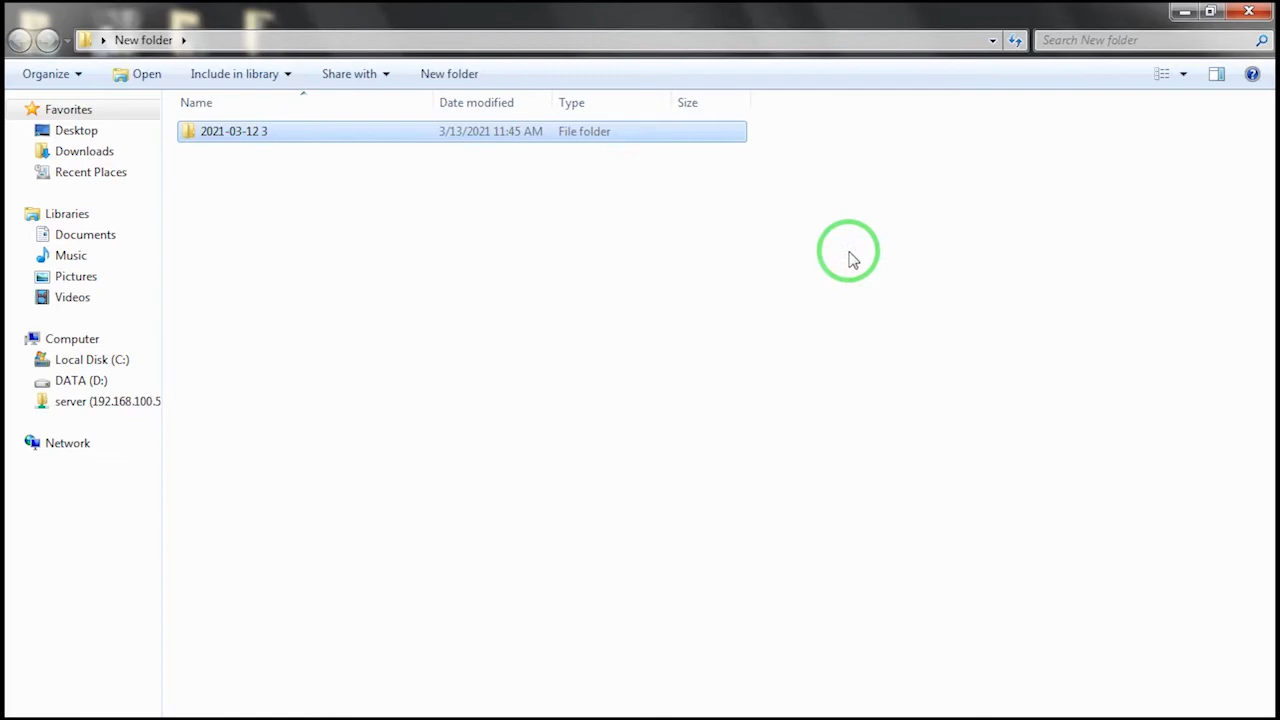 New folder
Search New folder
Organize
Open
Include in library
Share with
New folder
Favorites
Desktop
Downloads
Recent Places
Libraries
Documents
Music
Pictures
Videos
Computer
Local Disk (C:)
DATA (D:)
server (192.168.100.5
Network
Name
Date modified
Type
Size
2021-03-12 3
3/13/2021 11:45 AM
File folder